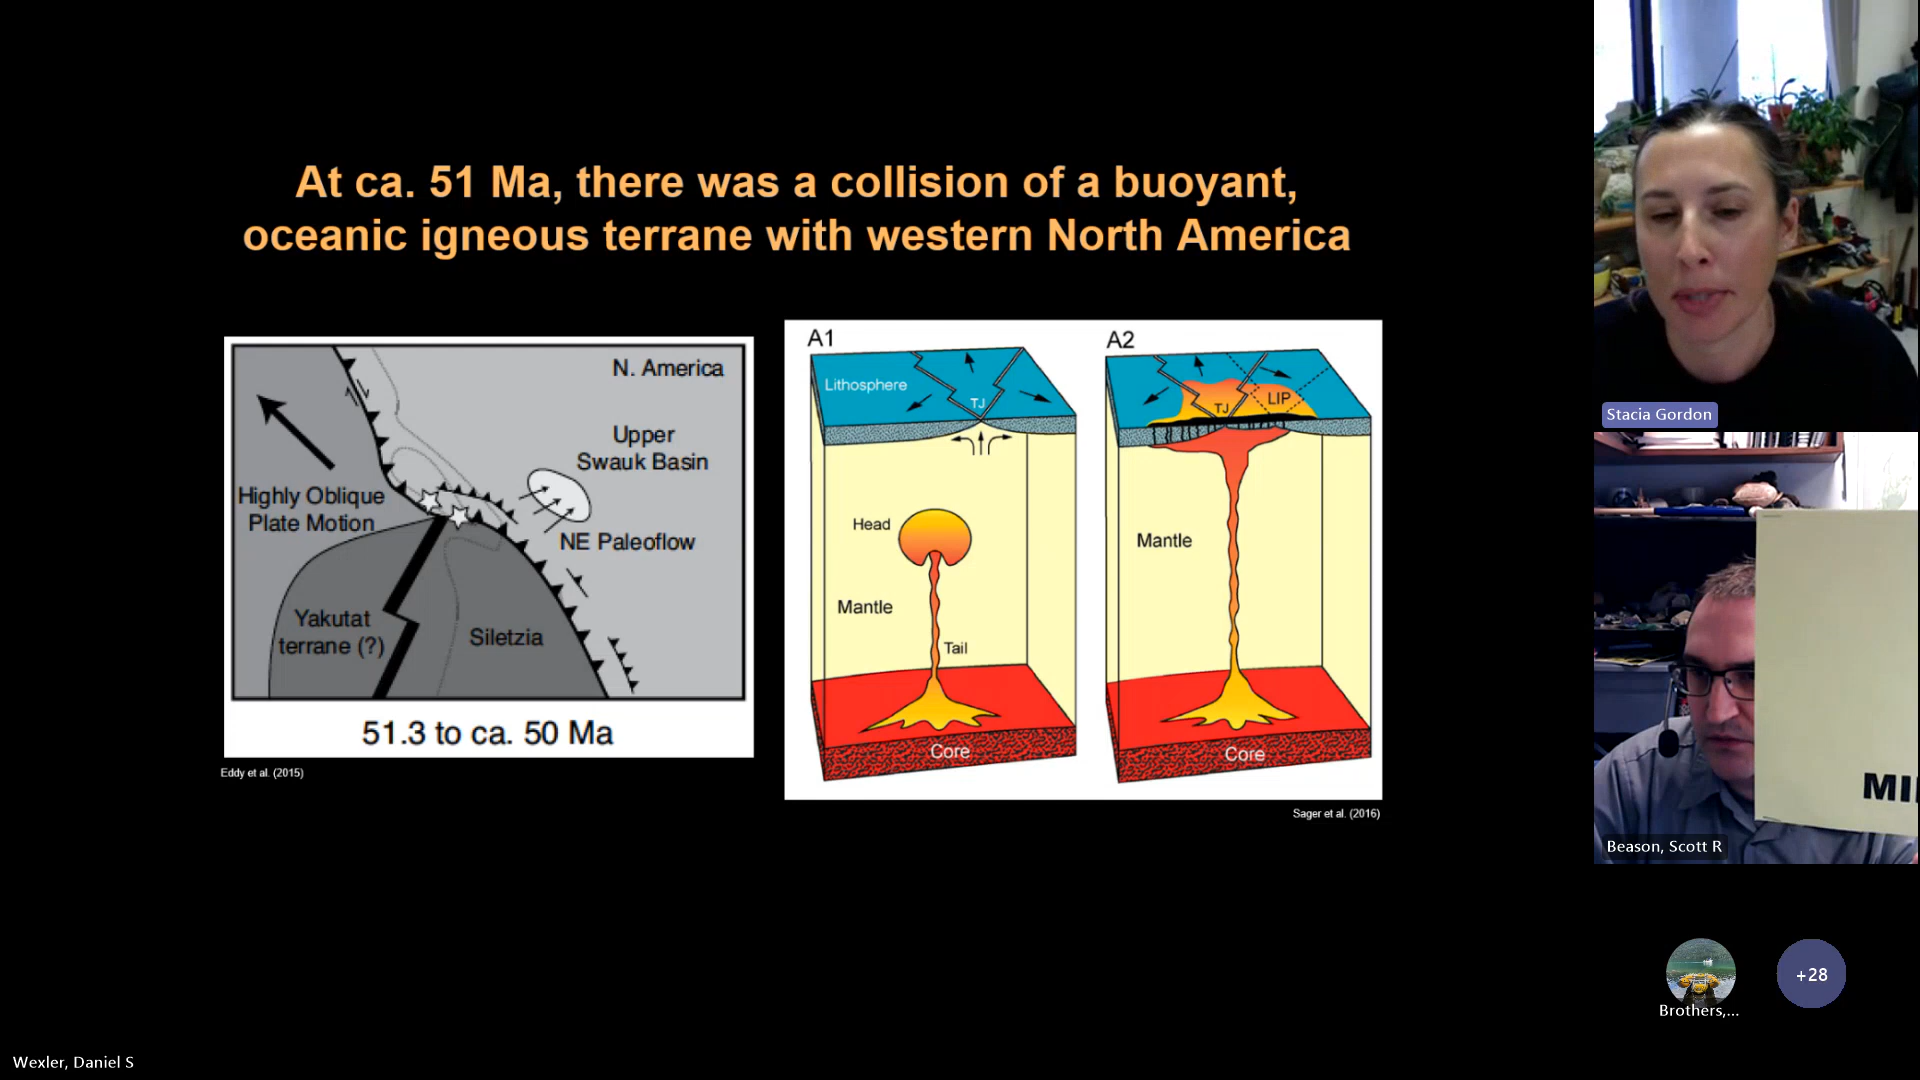 At ca. 51 Ma, there was a collision of a buoyant,
oceanic igneous terrane with western North America
N. America
Upper
Swauk Basin
Highly Oblique
Plate Motion
NE Paleoflow
Yakutat
terrane (?)
Siletzia
51.3 to ca. 50 Ma
Eddy et al. (2015)
A1
Lithosphere
TJ
Head
Mantle
Tail
Core
A2
TJ
LIP
Mantle
Core
Sager et al. (2016)
Stacia Gordon
MI
Beason, Scott R
Brothers,...
+28
Wexler, Daniel S